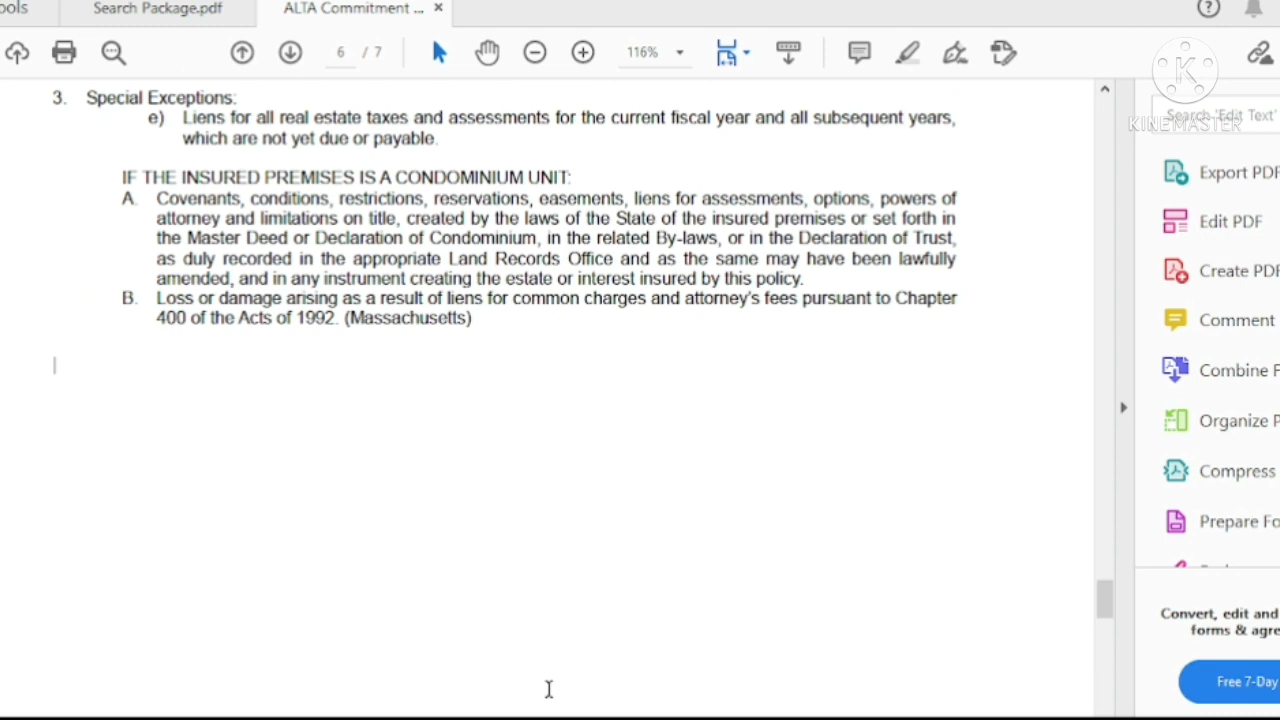 ools
Search Package.pdf
ALTA Commitment ... ×
6 / 7
116%
K
KINEMASTER
Search 'Edit Text'
3. Special Exceptions:
e) Liens for all real estate taxes and assessments for the current fiscal year and all subsequent years,
which are not yet due or payable.
IF THE INSURED PREMISES IS A CONDOMINIUM UNIT:
A. Covenants, conditions, restrictions, reservations, easements, liens for assessments, options, powers of
attorney and limitations on title, created by the laws of the State of the insured premises or set forth in
the Master Deed or Declaration of Condominium, in the related By-laws, or in the Declaration of Trust,
as duly recorded in the appropriate Land Records Office and as the same may have been lawfully
amended, and in any instrument creating the estate or interest insured by this policy.
B. Loss or damage arising as a result of liens for common charges and attorney's fees pursuant to Chapter
400 of the Acts of 1992. (Massachusetts)
Export PDF
Edit PDF
Create PDF
Comment
Combine F
Organize P
Compress
Prepare Fo
Convert, edit and
forms & agre
Free 7-Day